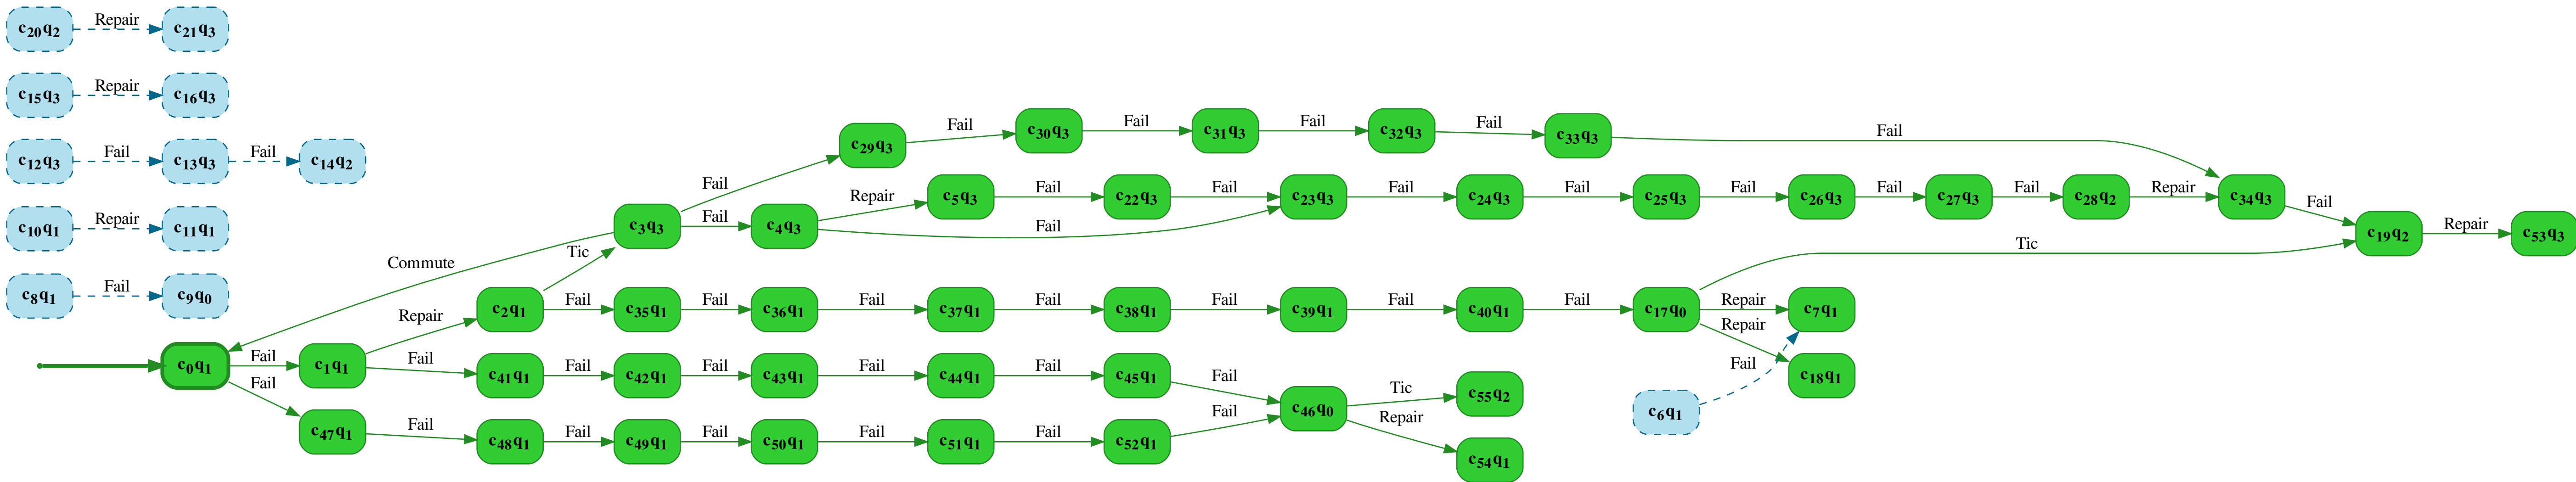 c20q2 Repair c21q3
c15q3 Repair c16q3
c12q3 Fail c13q3 Fail c14q2
c10q1 Repair c11q1
c8q1 Fail c9q0
Fail c29q3 Fail c30q3 Fail c31q3 Fail c32q3 Fail c33q3 Fail
c3q3 Fail c4q3 Repair c5q3 Fail c22q3 Fail c23q3 Fail c24q3 Fail c25q3 Fail c26q3 Fail c27q3 Fail c28q2 Repair c34q3 Fail c19q2 Repair c53q3
Fail
Commute
Tic
Tic
Repair c2q1 Fail c35q1 Fail c36q1 Fail c37q1 Fail c38q1 Fail c39q1 Fail c40q1 Fail c17q0 Repair c7q1
Repair c18q1
c0q1 Fail c1q1 Fail c41q1 Fail c42q1 Fail c43q1 Fail c44q1 Fail c45q1 Fail c46q0 Tic c55q2
c6q1 Fail
Fail c47q1 Fail c48q1 Fail c49q1 Fail c50q1 Fail c51q1 Fail c52q1 Fail
Repair c54q1